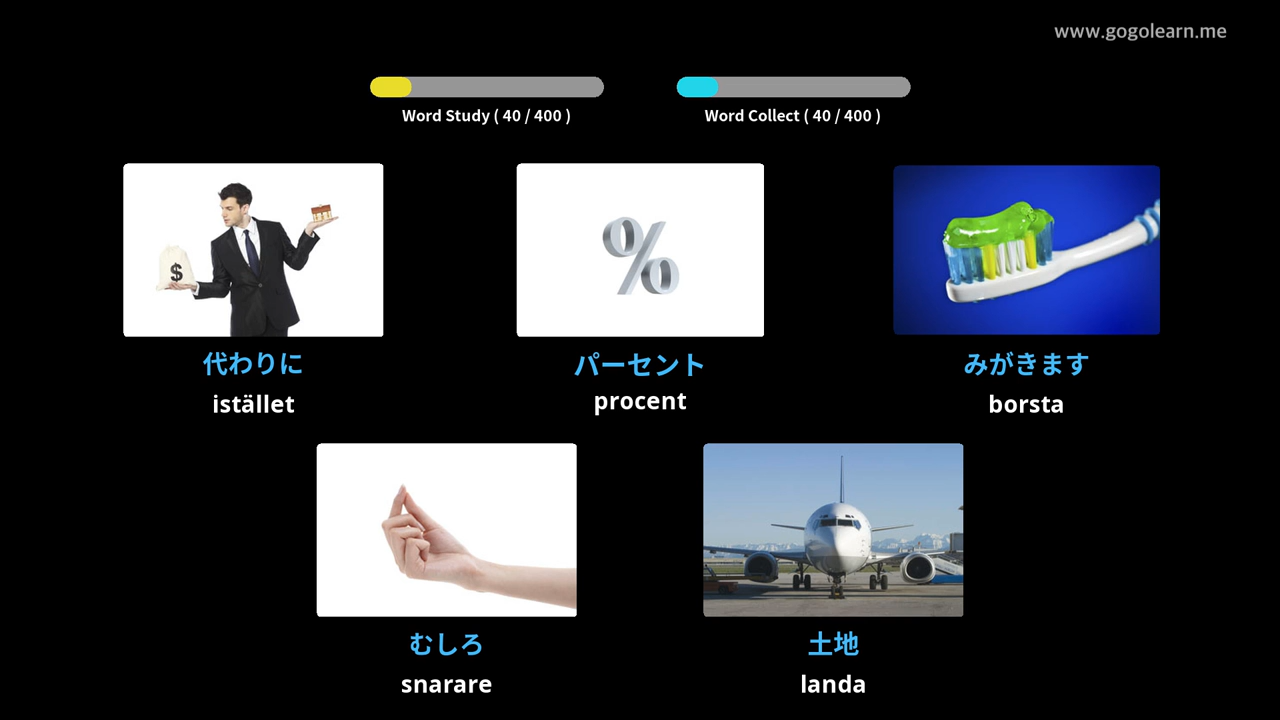 www.gogolearn.me
Word Study ( 40 / 400 )
Word Collect ( 40 / 400 )
$
%
代わりに
istället
パーセント
procent
みがきます
borsta
むしろ
snarare
土地
landa